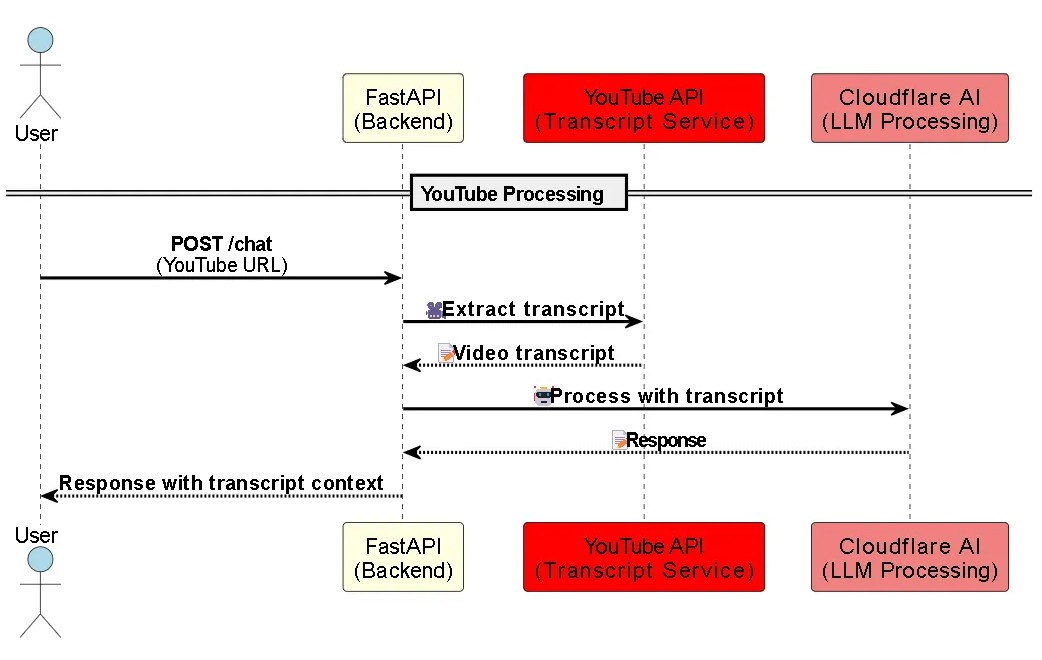 User
FastAPI
(Backend)
YouTube API
(Transcript Service)
Cloudflare AI
(LLM Processing)
YouTube Processing
POST /chat
(YouTube URL)
Extract transcript
Video transcript
Process with transcript
Response
Response with transcript context
User
FastAPI
(Backend)
YouTube API
(Transcript Service)
Cloudflare AI
(LLM Processing)